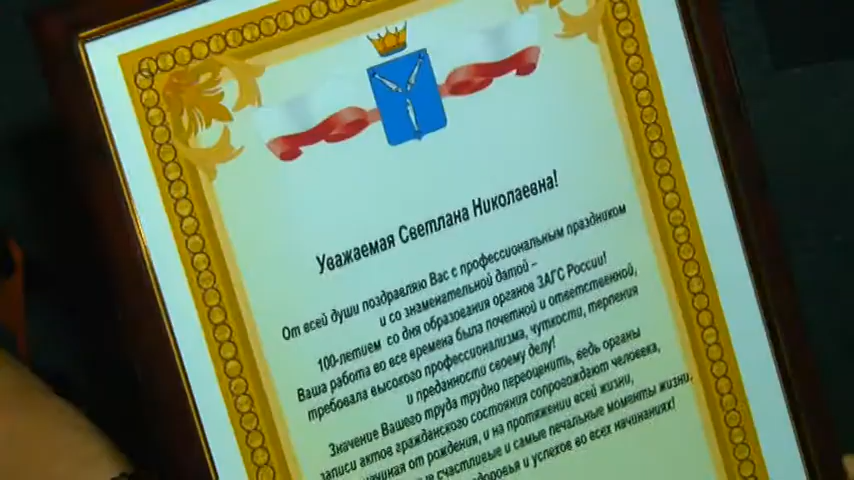 Уважаемая Светлана Николаевна!
От всей души поздравляю Вас с профессиональным праздником
и со знаменательной датой –
100-летием со дня образования органов ЗАГС России!
Ваша работа во все времена была почетной и ответственной,
требовала высокого профессионализма, чуткости, терпения
и преданности своему делу!
Значение Вашего труда трудно переоценить, ведь органы
записи актов гражданского состояния сопровождают человека,
начиная от рождения, и на протяжении всей жизни,
счастливые и самые печальные моменты жизни.
здоровья и успехов во всех начинаниях!